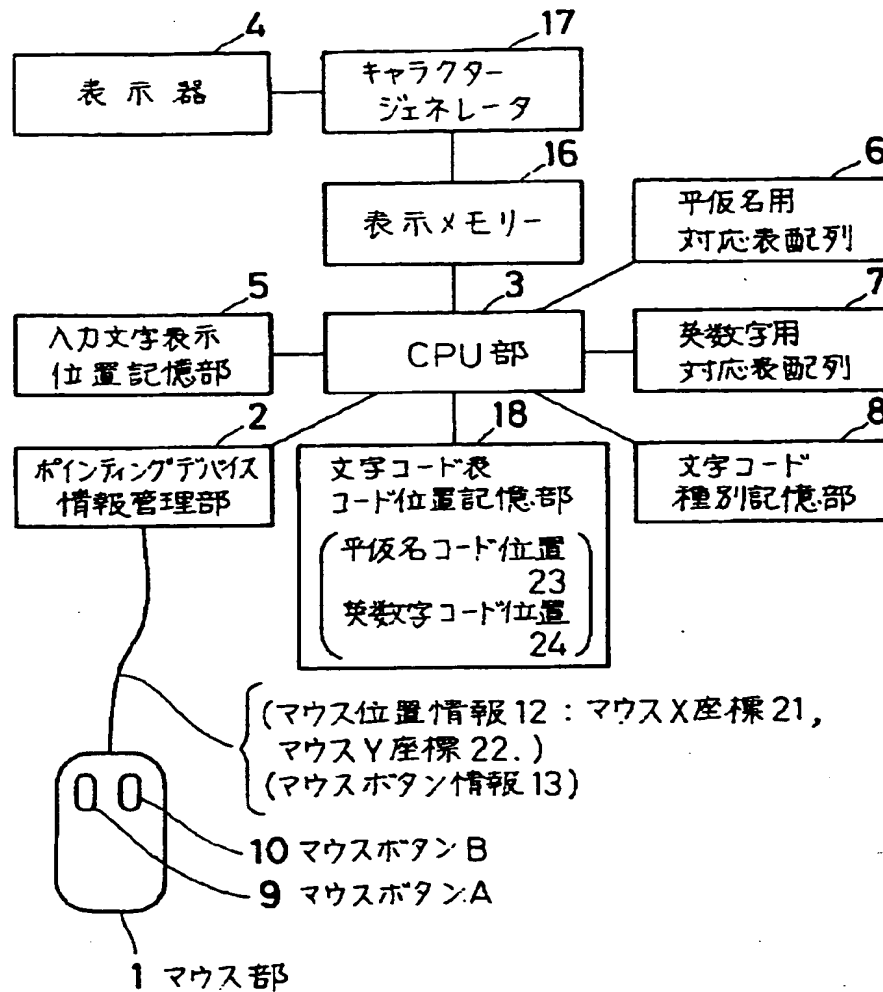 4
表示器
17
キャラクター
ジェネレータ
16
表示メモリー
6
平仮名用
対応表配列
5
入力文字表示
位置記憶部
3
CPU部
7
英数字用
対応表配列
2
ポインティングデバイス
情報管理部
18
文字コード表
コード位置記憶部
平仮名コード位置
23
英数字コード位置
24
8
文字コード
種別記憶部
(マウス位置情報12:マウスX座標21,
マウスY座標22.)
(マウスボタン情報13)
10 マウスボタンB
9 マウスボタンA
1 マウス部